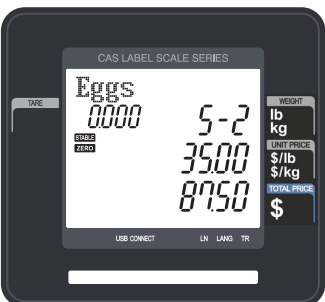 CAS LABEL SCALE SERIES
Eggs
TARE
0.000
5-2
WEIGHT
lb
kg
STABLE
ZERO
35.00
UNIT PRICE
$/lb
$/kg
87.50
TOTAL PRICE
$
USB CONNECT LN LANG TR